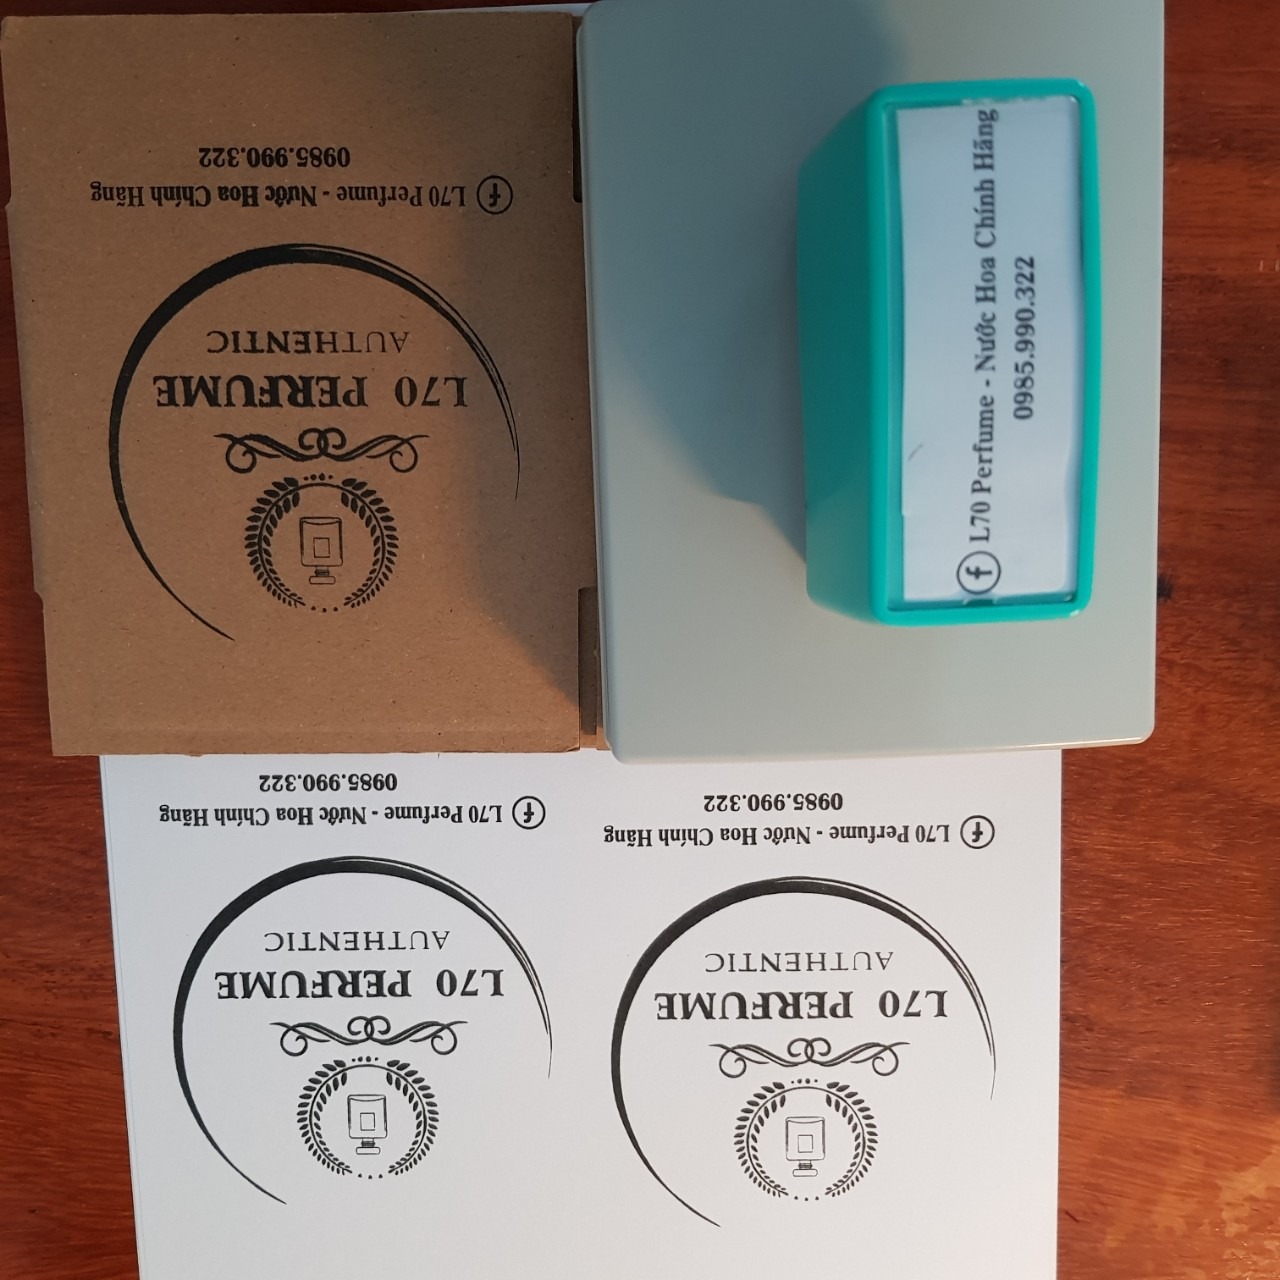 L70 PERFUME
AUTHENTIC
f L70 Perfume - Nước Hoa Chính Hãng
0985.990.322
f L70 Perfume - Nước Hoa Chính Hãng
0985.990.322
L70 PERFUME
AUTHENTIC
f L70 Perfume - Nước Hoa Chính Hãng
0985.990.322
L70 PERFUME
AUTHENTIC
f L70 Perfume - Nước Hoa Chính Hãng
0985.990.322